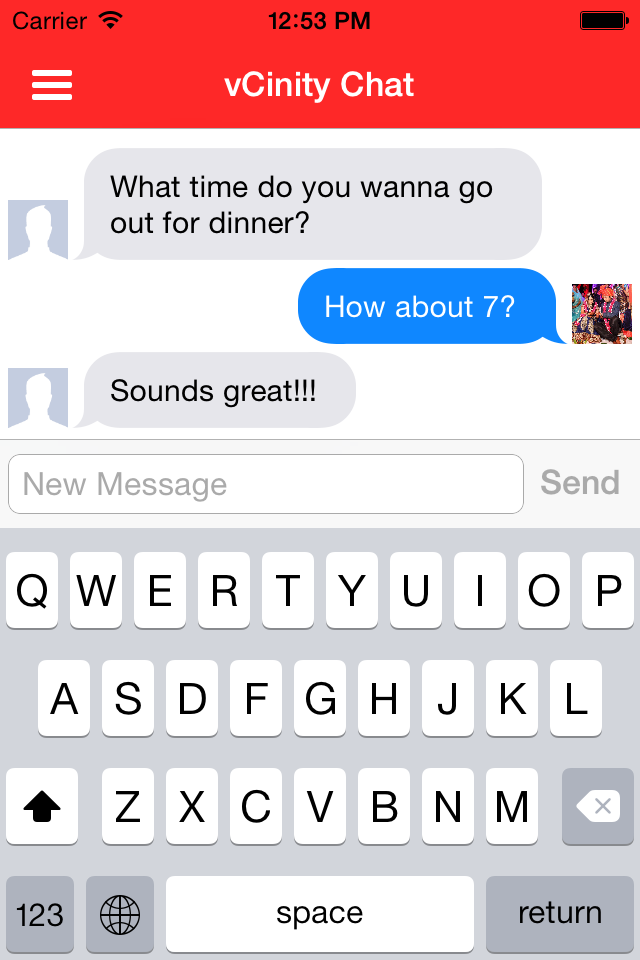 Carrier 12:53 PM
vCinity Chat
What time do you wanna go
out for dinner?
How about 7?
Sounds great!!!
New Message Send
Q W E R T Y U I O P
A S D F G H J K L
Z X C V B N M
123 space return